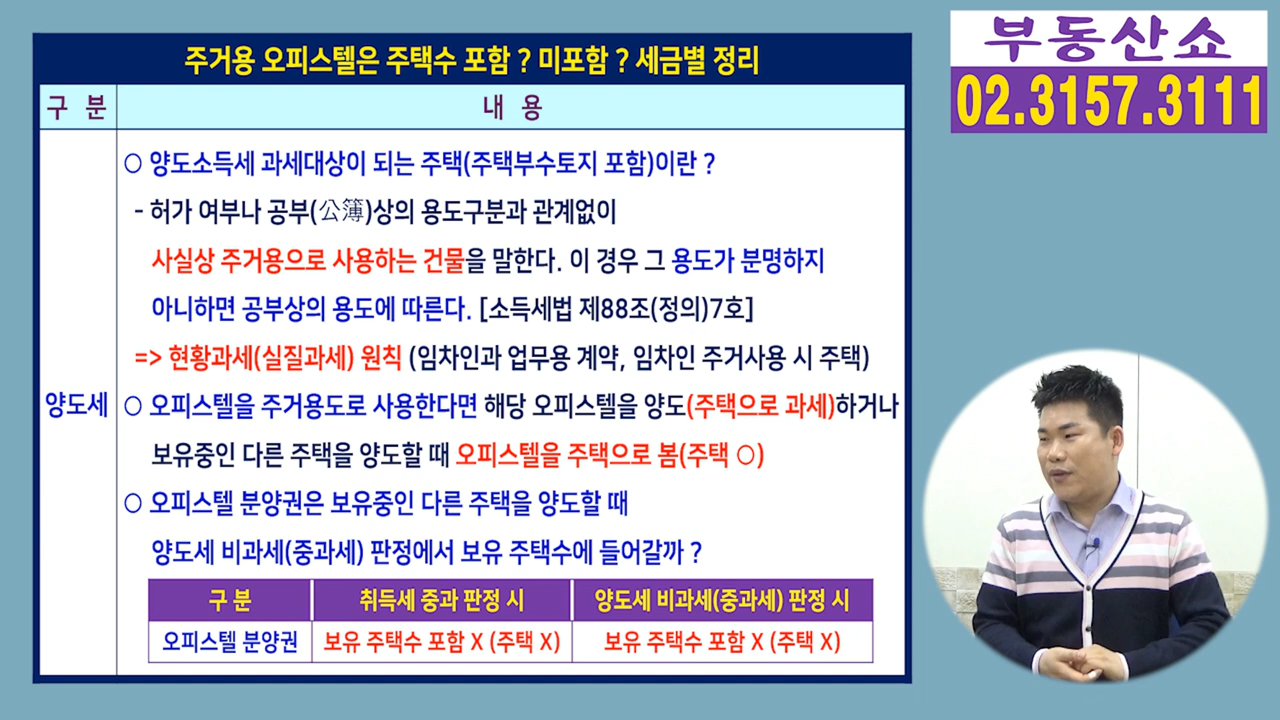 주거용 오피스텔은 주택수 포함 ? 미포함 ? 세금별 정리
부동산쇼
02.3157.3111
구 분
내 용
양도세
○ 양도소득세 과세대상이 되는 주택(주택부수토지 포함)이란 ?
- 허가 여부나 공부(公簿)상의 용도구분과 관계없이
사실상 주거용으로 사용하는 건물을 말한다. 이 경우 그 용도가 분명하지
아니하면 공부상의 용도에 따른다. [소득세법 제88조(정의)7호]
=> 현황과세(실질과세) 원칙 (임차인과 업무용 계약, 임차인 주거사용 시 주택)
○ 오피스텔을 주거용도로 사용한다면 해당 오피스텔을 양도(주택으로 과세)하거나
보유중인 다른 주택을 양도할 때 오피스텔을 주택으로 봄(주택 ○)
○ 오피스텔 분양권은 보유중인 다른 주택을 양도할 때
양도세 비과세(중과세) 판정에서 보유 주택수에 들어갈까 ?
구 분
취득세 중과 판정 시
양도세 비과세(중과세) 판정 시
오피스텔 분양권
보유 주택수 포함 X (주택 X)
보유 주택수 포함 X (주택 X)